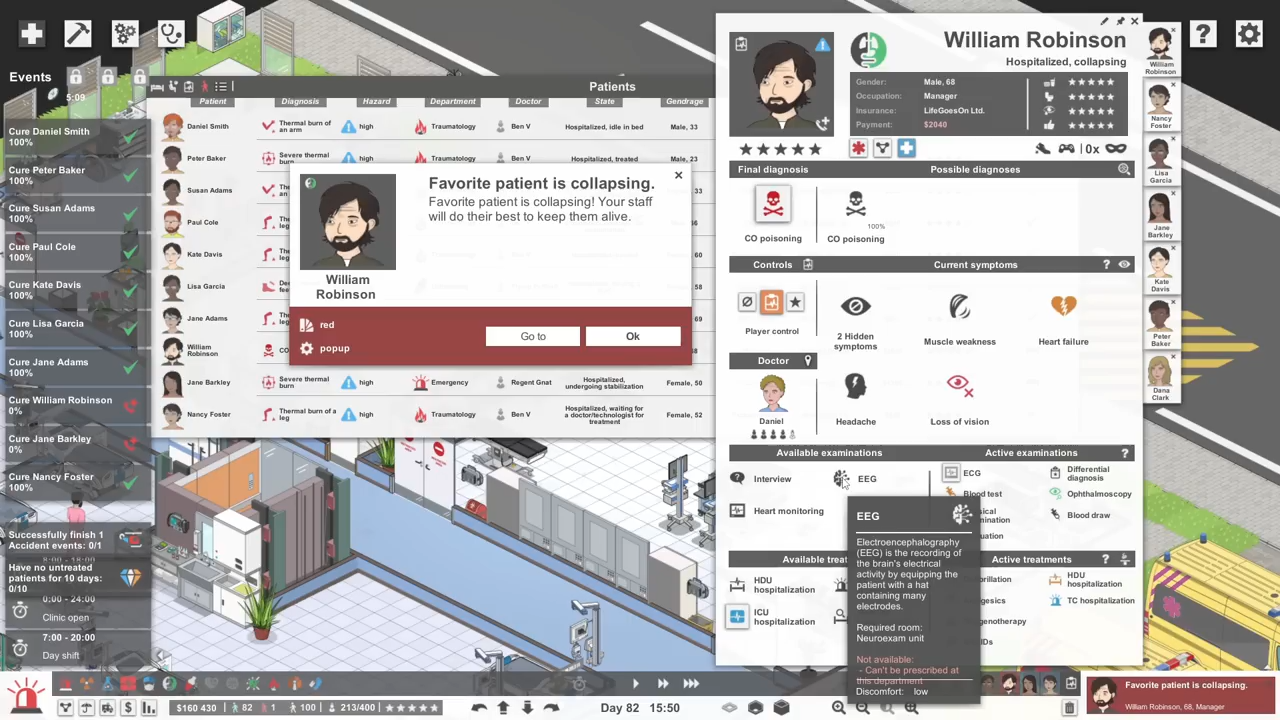 Events
5:09
Cure Daniel Smith
100%
Cure Peter Baker
100%
Cure Susan Adams
100%
Cure Paul Cole
100%
Cure Kate Davis
100%
Cure Lisa Garcia
100%
Cure Jane Adams
100%
Cure William Robinson
0%
Cure Jane Barkley
0%
Cure Nancy Foster
100%
Successfully finish 1
Accident events: 0/1
8:00 - 18:00
Have no untreated
patients for 10 days:
0/10
- 24:00
Clinic open
7:00 - 20:00
Day shift
Patients
Patient
Diagnosis
Hazard
Department
Doctor
State
Gendrage
Daniel Smith
Thermal burn of
an arm
high
Traumatology
Ben V
Hospitalized, idle in bed
Male, 33
Peter Baker
Severe thermal
burn
high
Traumatology
Ben V
Hospitalized, treated
Male, 23
Susan Adams
Paul Cole
Kate Davis
Lisa Garcia
Jane Adams
William
Robinson
Jane Barkley
Severe thermal
burn
high
Emergency
Regent Gnat
Hospitalized,
undergoing stabilization
Female, 50
Nancy Foster
Thermal burn of a
leg
high
Traumatology
Ben V
Hospitalized, waiting for
a doctor/technologist for
treatment
Female, 52
Favorite patient is collapsing.
Favorite patient is collapsing! Your staff
will do their best to keep them alive.
William
Robinson
red
popup
Go to
Ok
William Robinson
Hospitalized, collapsing
Gender:
Male, 68
Occupation:
Manager
Insurance:
LifeGoesOn Ltd.
Payment:
$2040
0x
Final diagnosis
Possible diagnoses
CO poisoning
100%
CO poisoning
Controls
Current symptoms
?
Player control
2 Hidden
symptoms
Muscle weakness
Heart failure
Doctor
Daniel
Headache
Loss of vision
Available examinations
Active examinations
?
Interview
EEG
Heart monitoring
ECG
Differential
diagnosis
Blood test
Ophthalmoscopy
Blood draw
Active treatments
?
HDU
hospitalization
ICU
hospitalization
HDU
hospitalization
TC hospitalization
EEG
Electroencephalography
(EEG) is the recording of
the brain's electrical
activity by equipping the
patient with a hat
containing many
electrodes.
Required room:
Neuroexam unit
Not available:
- Can't be prescribed at
this department
Discomfort: low
William
Robinson
Nancy
Foster
Lisa
Garcia
Jane
Barkley
Kate
Davis
Peter
Baker
Dana
Clark
?
$160 430
82
1
100
213/400
Day 82
15:50
Favorite patient is collapsing.
William Robinson, 68, Manager